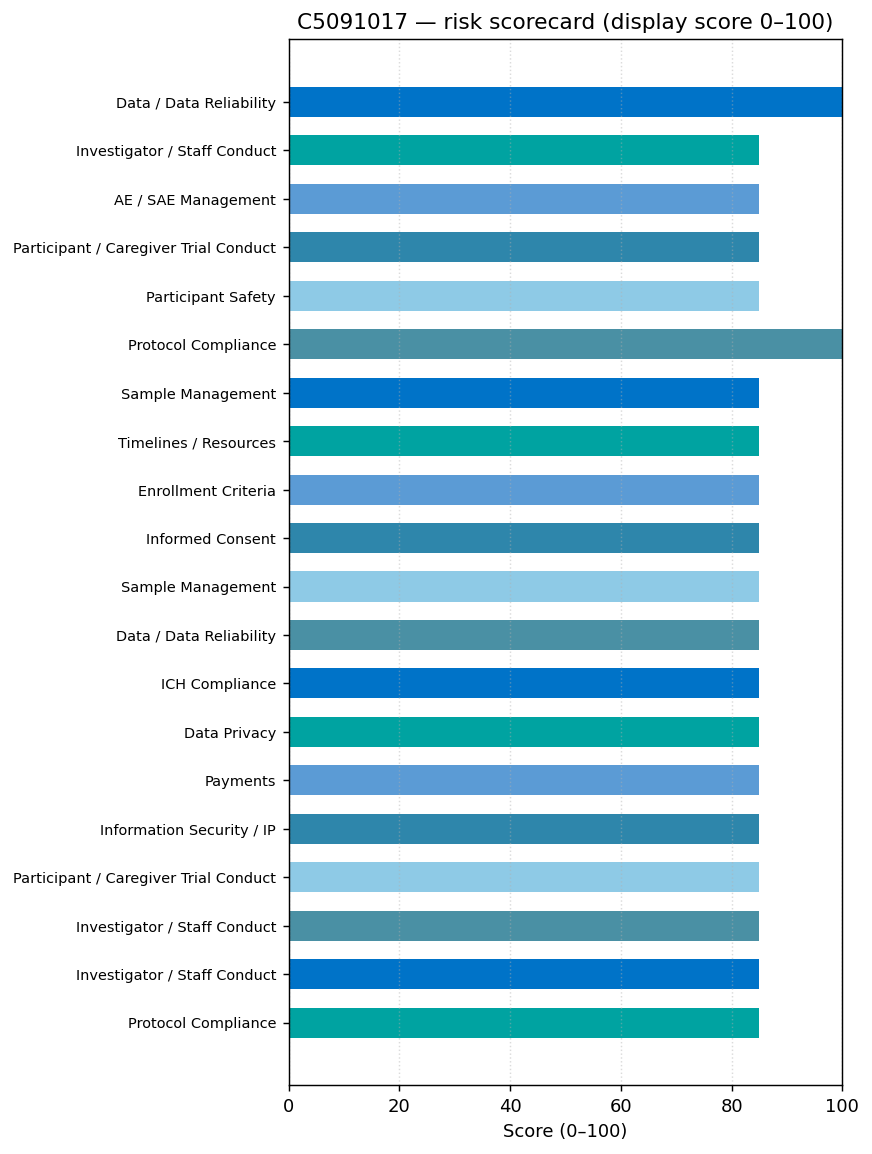 C5091017 — risk scorecard (display score 0–100)
Data / Data Reliability
Investigator / Staff Conduct
AE / SAE Management
Participant / Caregiver Trial Conduct
Participant Safety
Protocol Compliance
Sample Management
Timelines / Resources
Enrollment Criteria
Informed Consent
Sample Management
Data / Data Reliability
ICH Compliance
Data Privacy
Payments
Information Security / IP
Participant / Caregiver Trial Conduct
Investigator / Staff Conduct
Investigator / Staff Conduct
Protocol Compliance
0 20 40 60 80 100
Score (0–100)